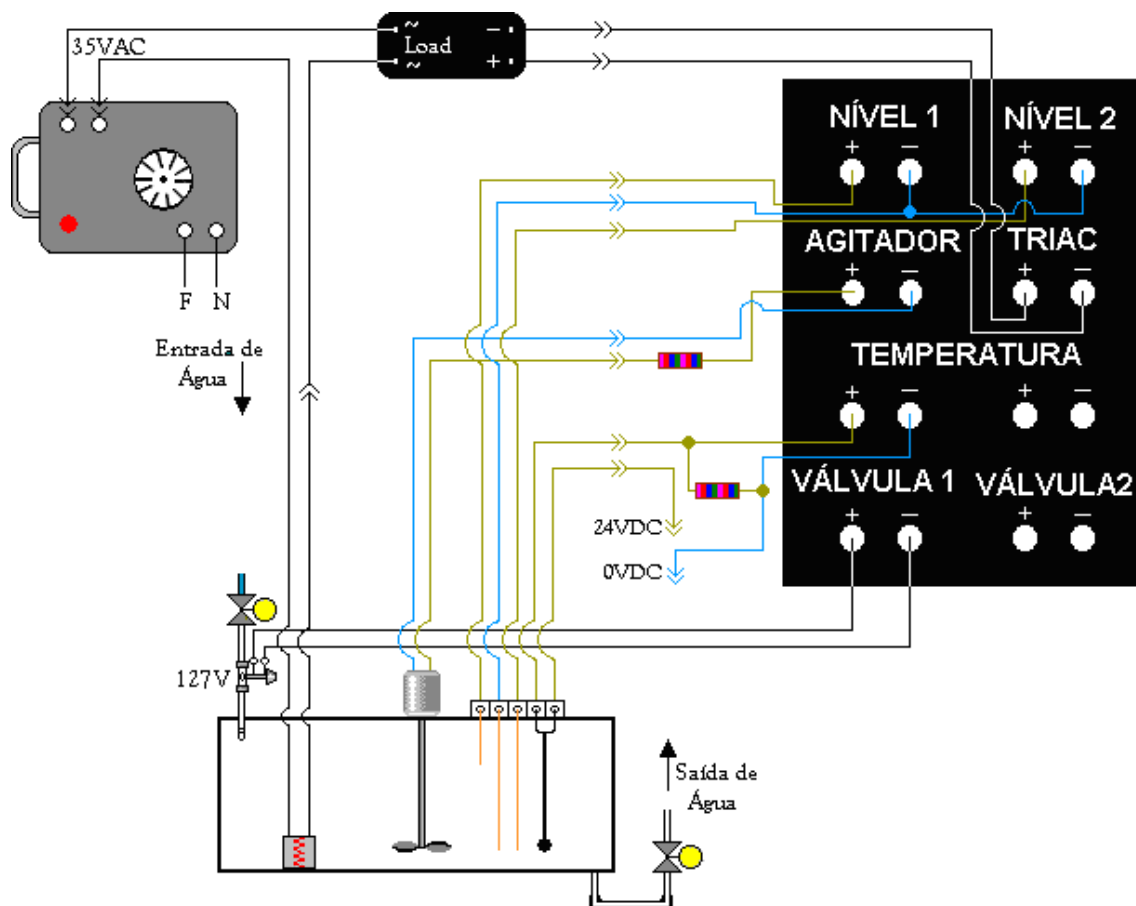 35VAC
~ −
Load
~ +
NÍVEL 1 NÍVEL 2
+ − + −
AGITADOR TRIAC
+ − + −
F N
Entrada de
Água
TEMPERATURA
+ − + −
VÁLVULA 1 VÁLVULA2
+ − + −
24VDC
0VDC
127V
Saída de
Água